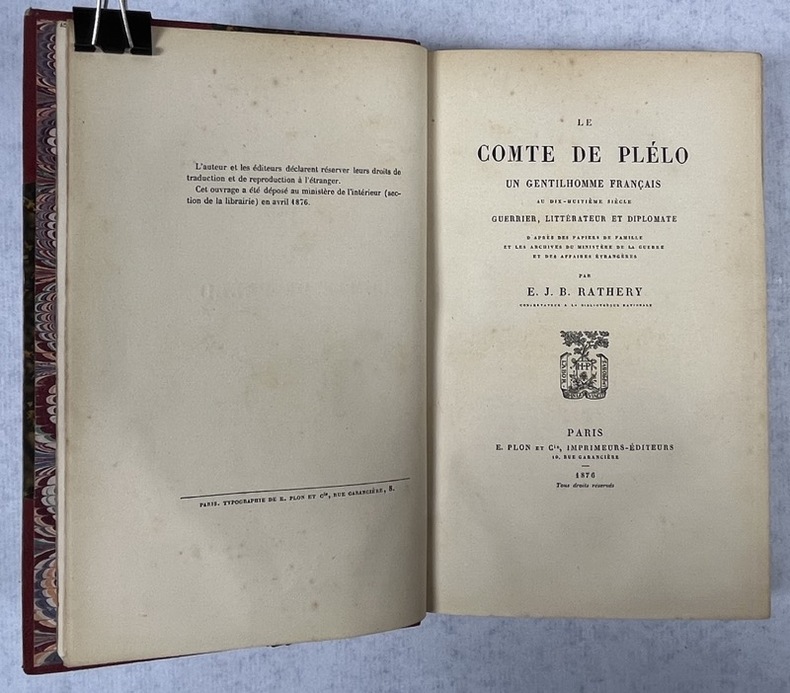 L'auteur et les éditeurs déclarent réserver leurs droits de
traduction et de reproduction à l'étranger.
Cet ouvrage a été déposé au ministère de l'intérieur (sec-
tion de la librairie) en avril 1876.
PARIS. TYPOGRAPHIE DE E. PLON ET Cie, RUE GARANCIÈRE, 8.
LE
COMTE DE PLÉLO
UN GENTILHOMME FRANÇAIS
AU DIX-HUITIÈME SIÈCLE
GUERRIER, LITTÉRATEUR ET DIPLOMATE
D'APRÈS DES PAPIERS DE FAMILLE
ET LES ARCHIVES DU MINISTÈRE DE LA GUERRE
ET DES AFFAIRES ÉTRANGÈRES
PAR
E. J. B. RATHERY
CONSERVATEUR A LA BIBLIOTHÈQUE NATIONALE
LABOR
PARIS
E. PLON ET Cie, IMPRIMEURS-ÉDITEURS
10, RUE GARANCIÈRE
1876
Tous droits réservés